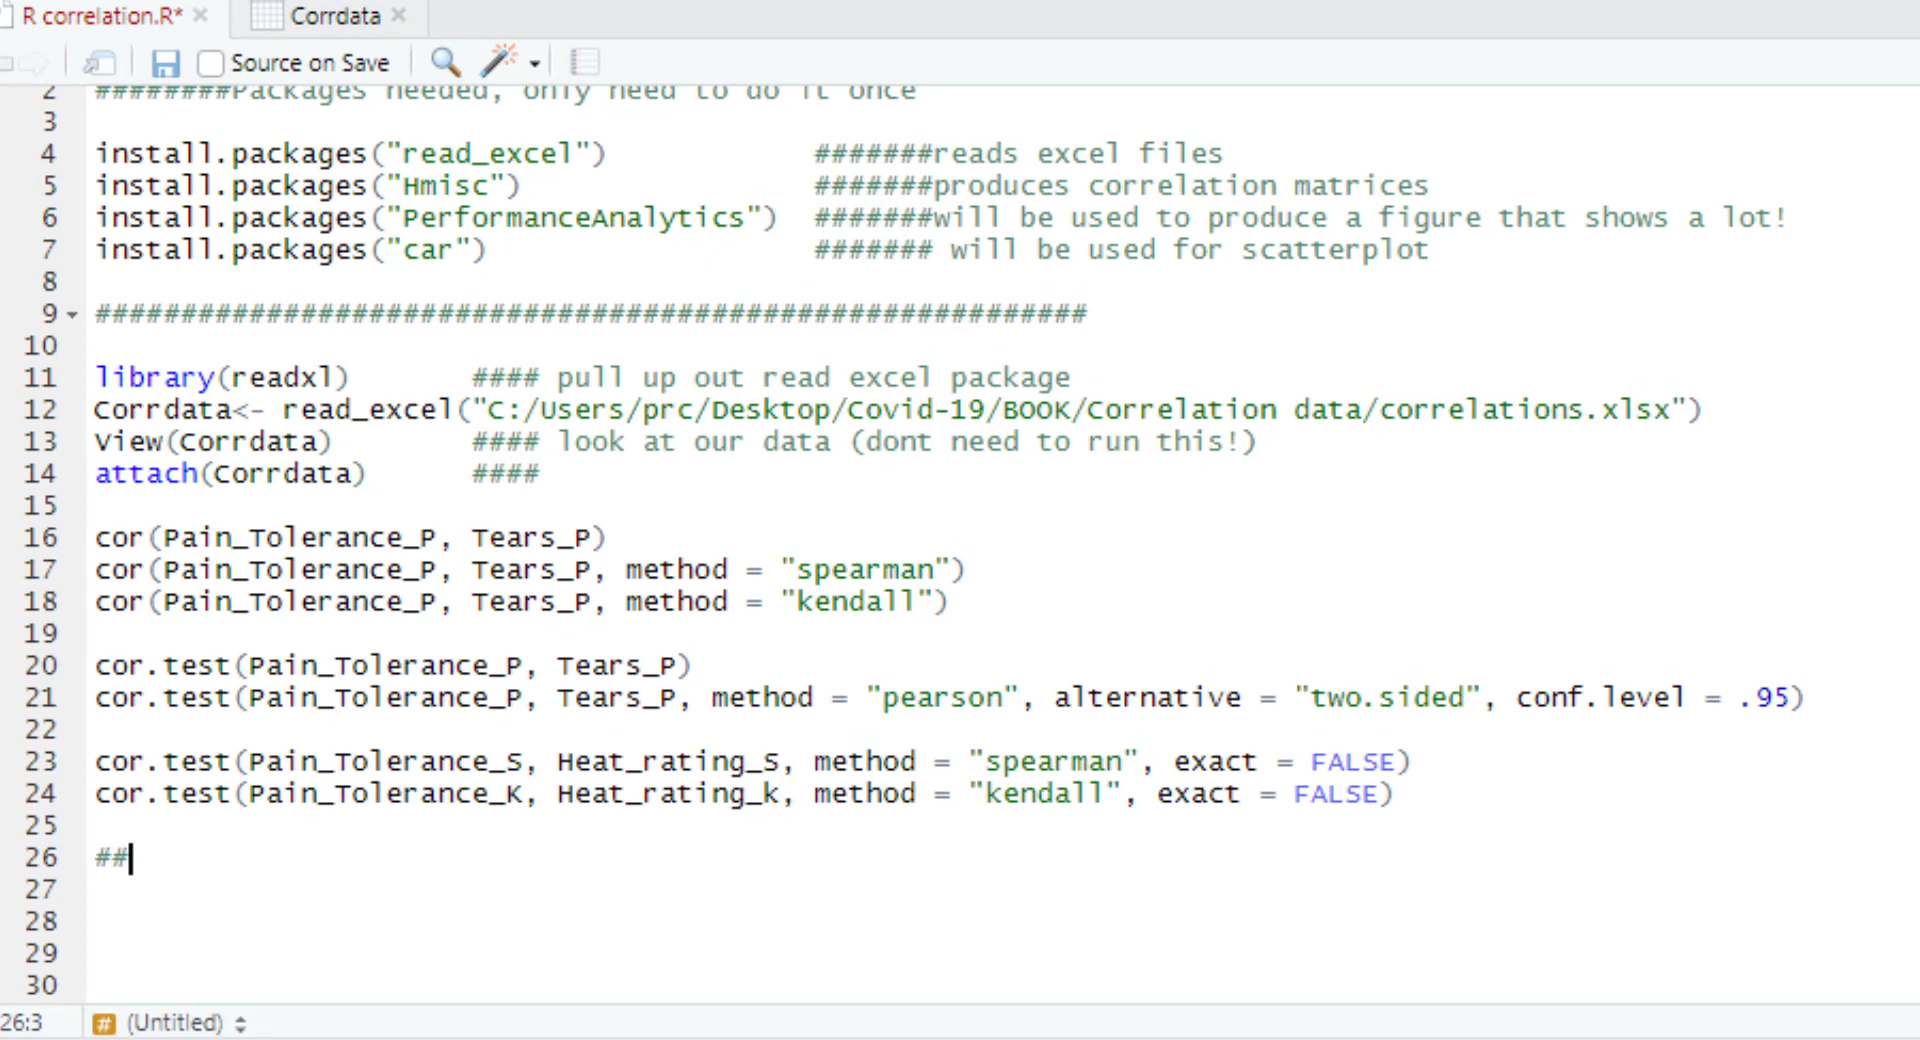 R correlation.R* Corrdata
Source on Save
2 ########Packages needed, only need to do it once
3
4 install.packages("read_excel") #######reads excel files
5 install.packages("Hmisc") #######produces correlation matrices
6 install.packages("PerformanceAnalytics") #######will be used to produce a figure that shows a lot!
7 install.packages("car") ####### will be used for scatterplot
8
9 ##########################################################
10
11 library(readxl) #### pull up out read excel package
12 Corrdata<- read_excel("C:/Users/prc/Desktop/Covid-19/BOOK/Correlation data/correlations.xlsx")
13 View(Corrdata) #### look at our data (dont need to run this!)
14 attach(Corrdata) ####
15
16 cor(Pain_Tolerance_P, Tears_P)
17 cor(Pain_Tolerance_P, Tears_P, method = "spearman")
18 cor(Pain_Tolerance_P, Tears_P, method = "kendall")
19
20 cor.test(Pain_Tolerance_P, Tears_P)
21 cor.test(Pain_Tolerance_P, Tears_P, method = "pearson", alternative = "two.sided", conf.level = .95)
22
23 cor.test(Pain_Tolerance_S, Heat_rating_S, method = "spearman", exact = FALSE)
24 cor.test(Pain_Tolerance_K, Heat_rating_k, method = "kendall", exact = FALSE)
25
26 ##
27
28
29
30
26:3 # (Untitled)